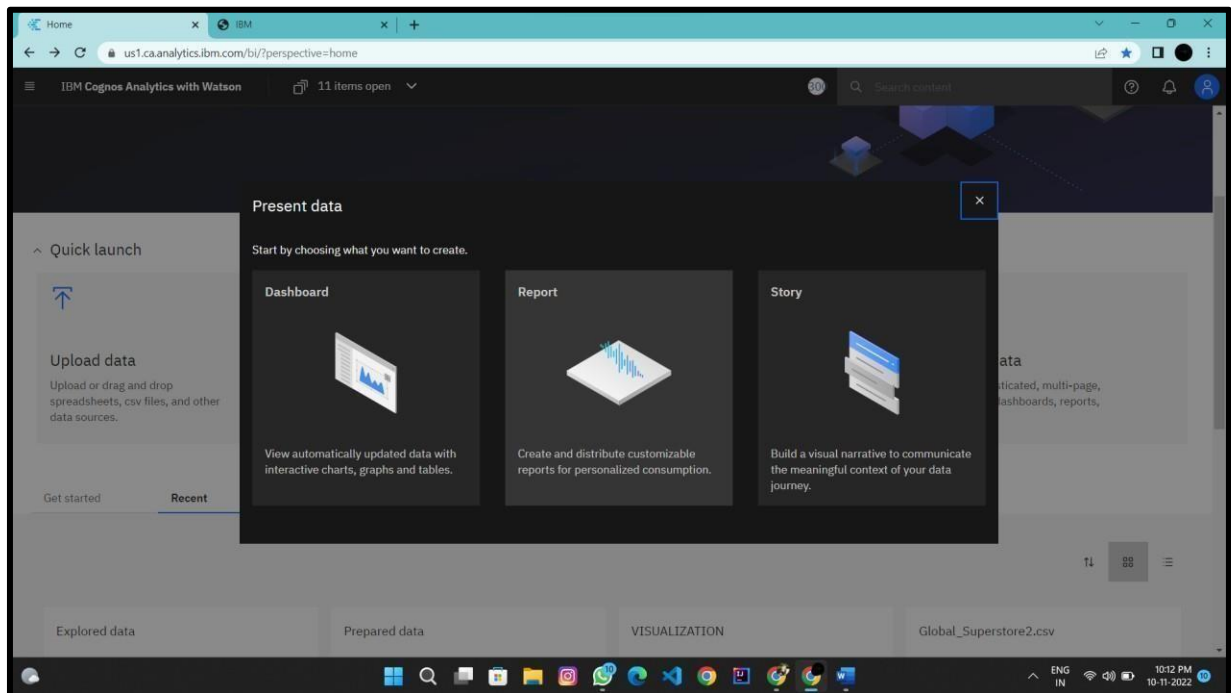 Home
IBM
us1.ca.analytics.ibm.com/bi/?perspective=home
IBM Cognos Analytics with Watson
11 items open
Search content
Present data
Start by choosing what you want to create.
Quick launch
Dashboard
View automatically updated data with
interactive charts, graphs and tables.
Report
Create and distribute customizable
reports for personalized consumption.
Story
Build a visual narrative to communicate
the meaningful context of your data
journey.
Upload data
Upload or drag and drop
spreadsheets, csv files, and other
data sources.
ata
sticated, multi-page,
dashboards, reports,
Get started
Recent
Explored data
Prepared data
VISUALIZATION
Global_Superstore2.csv
10
ENG
IN
10:12 PM
10-11-2022
10